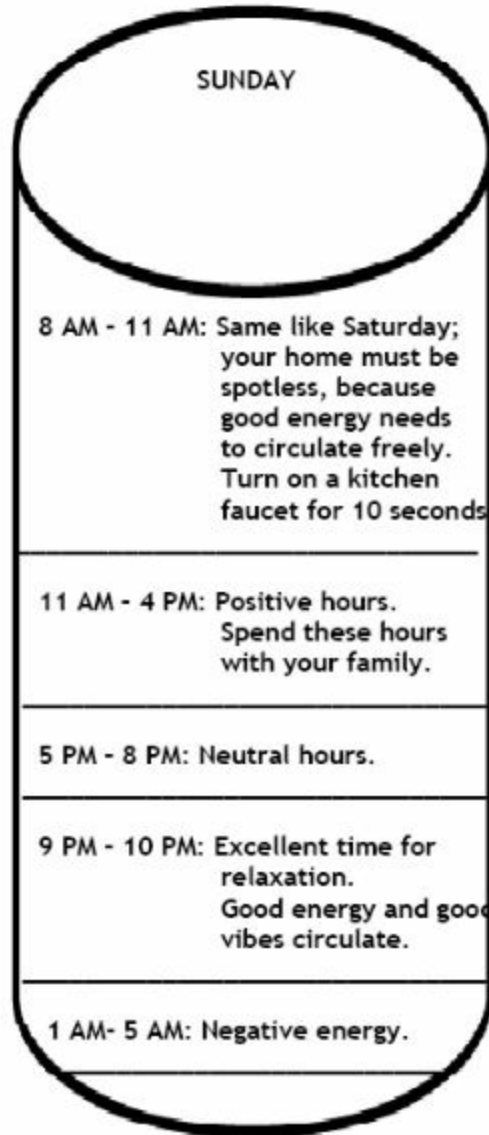 SUNDAY
8 AM - 11 AM: Same like Saturday;
your home must be
spotless, because
good energy needs
to circulate freely.
Turn on a kitchen
faucet for 10 seconds
11 AM - 4 PM: Positive hours.
Spend these hours
with your family.
5 PM - 8 PM: Neutral hours.
9 PM - 10 PM: Excellent time for
relaxation.
Good energy and good
vibes circulate.
1 AM- 5 AM: Negative energy.